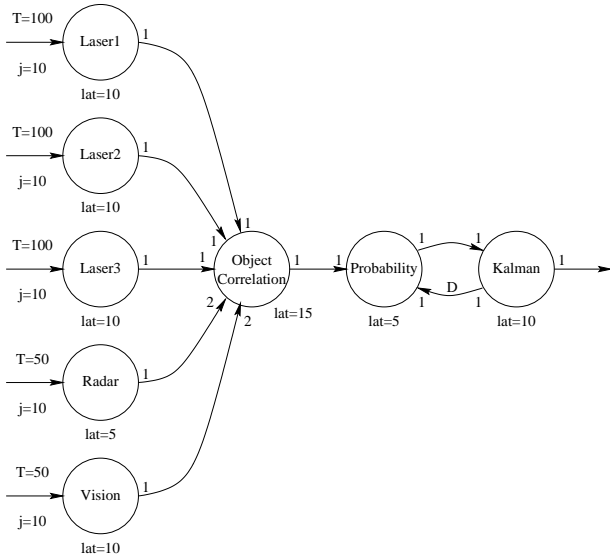 T=100
j=10
Laser1
lat=10
1
T=100
j=10
Laser2
lat=10
1
T=100
j=10
Laser3
lat=10
1
T=50
j=10
Radar
lat=5
1
T=50
j=10
Vision
lat=10
1
1
1
1
2
2
Object
Correlation
lat=15
1
1
Probability
lat=5
1
1
D
1
1
Kalman
lat=10
1